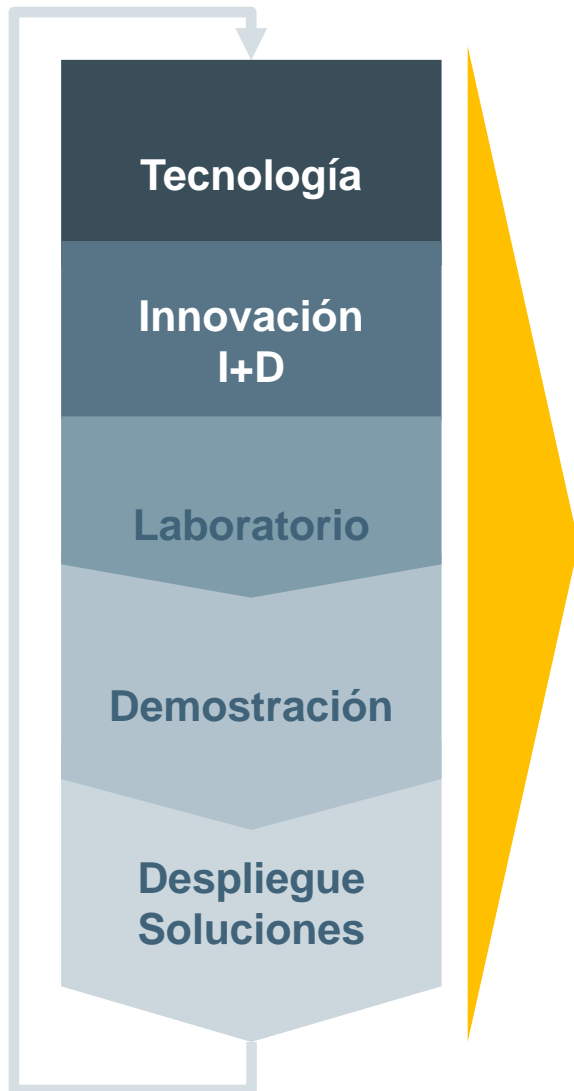 Tecnología
Innovación
I+D
Laboratorio
Demostración
Despliegue
Soluciones